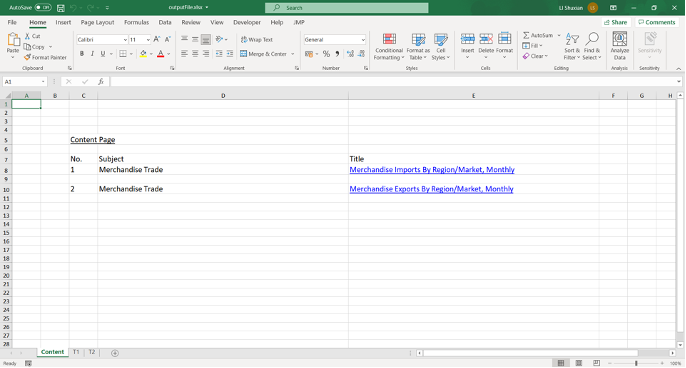 AutoSave Off outputFile.xlsx LI Shuxian LS
Search
File Home Insert Page Layout Formulas Data Review View Developer Help JMP Share Comments
Paste Cut Copy Format Painter
Calibri 11 A A B I U
Wrap Text Merge & Center
General $ % 9
Conditional Formatting Format as Table Cell Styles
Insert Delete Format
AutoSum Fill Clear Sort & Filter Find & Select
Analyze Data Sensitivity
Clipboard Font Alignment Number Styles Cells Editing Analysis Sensitivity
A1 fx
A B C D E F G H
1
2
3
4
5 Content Page
6
7 No. Subject Title
8 1 Merchandise Trade Merchandise Imports By Region/Market, Monthly
9
10 2 Merchandise Trade Merchandise Exports By Region/Market, Monthly
11
12
13
14
15
16
17
18
19
20
21
22
23
24
25
26
27
28
Content T1 T2
Ready 100%